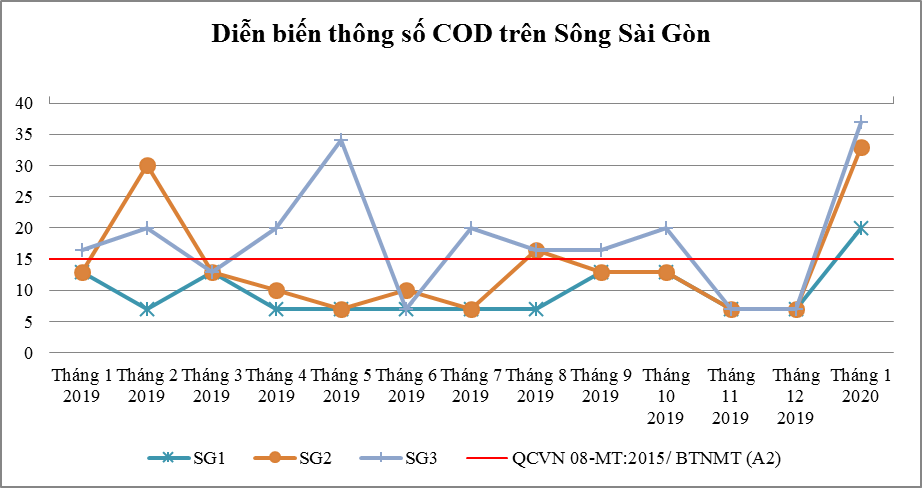 Diễn biến thông số COD trên Sông Sài Gòn
40
35
30
25
20
15
10
5
0
Tháng 1 2019
Tháng 2 2019
Tháng 3 2019
Tháng 4 2019
Tháng 5 2019
Tháng 6 2019
Tháng 7 2019
Tháng 8 2019
Tháng 9 2019
Tháng 10 2019
Tháng 11 2019
Tháng 12 2019
Tháng 1 2020
SG1
SG2
SG3
QCVN 08-MT:2015/ BTNMT (A2)